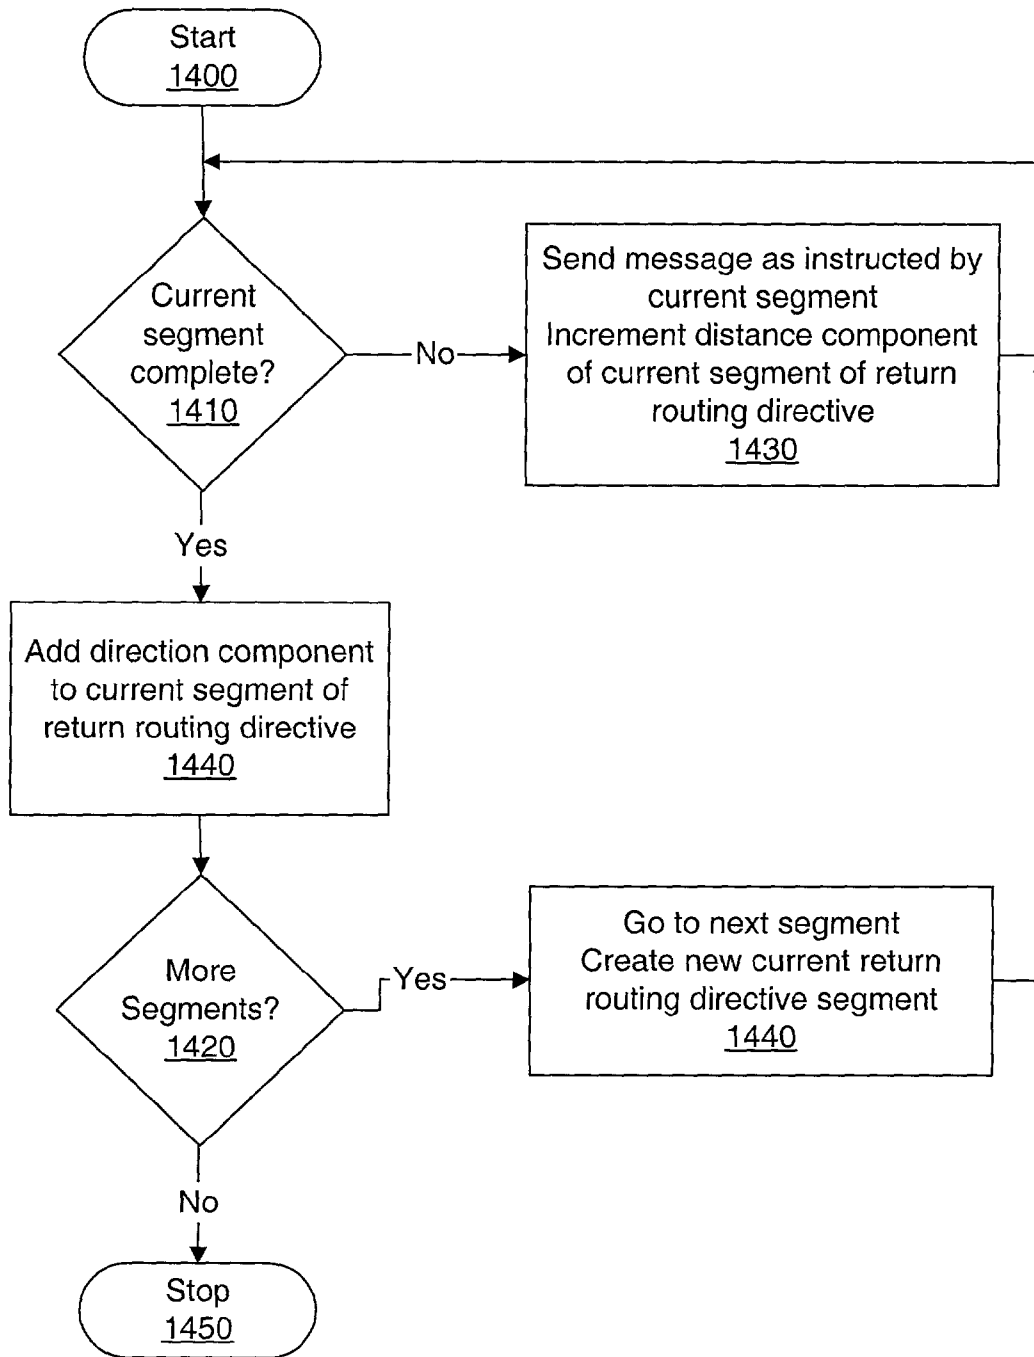 Start
1400
Current
segment
complete?
1410
No
Send message as instructed by
current segment
Increment distance component
of current segment of return
routing directive
1430
Yes
Add direction component
to current segment of
return routing directive
1440
More
Segments?
1420
Yes
Go to next segment
Create new current return
routing directive segment
1440
No
Stop
1450